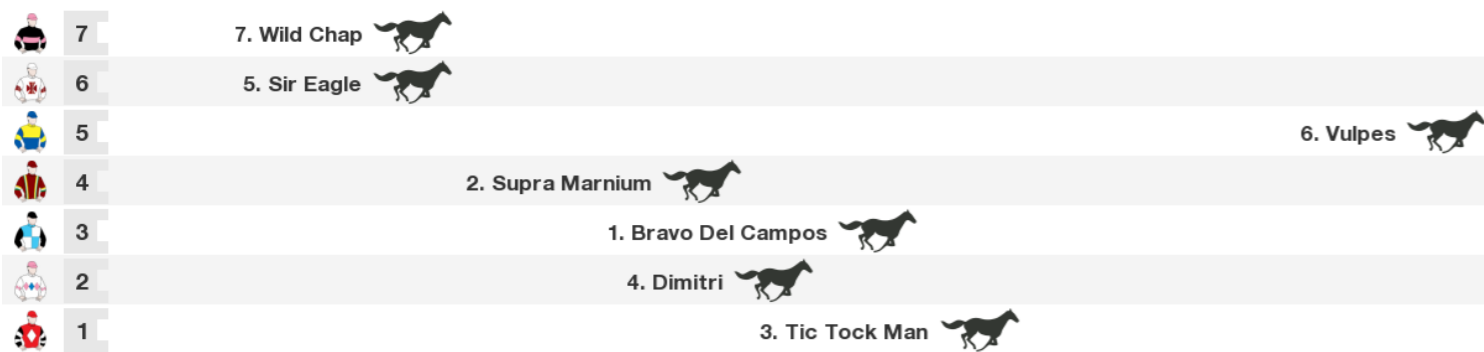 7 7. Wild Chap
6 5. Sir Eagle
5 6. Vulpes
4 2. Supra Marnium
3 1. Bravo Del Campos
2 4. Dimitri
1 3. Tic Tock Man